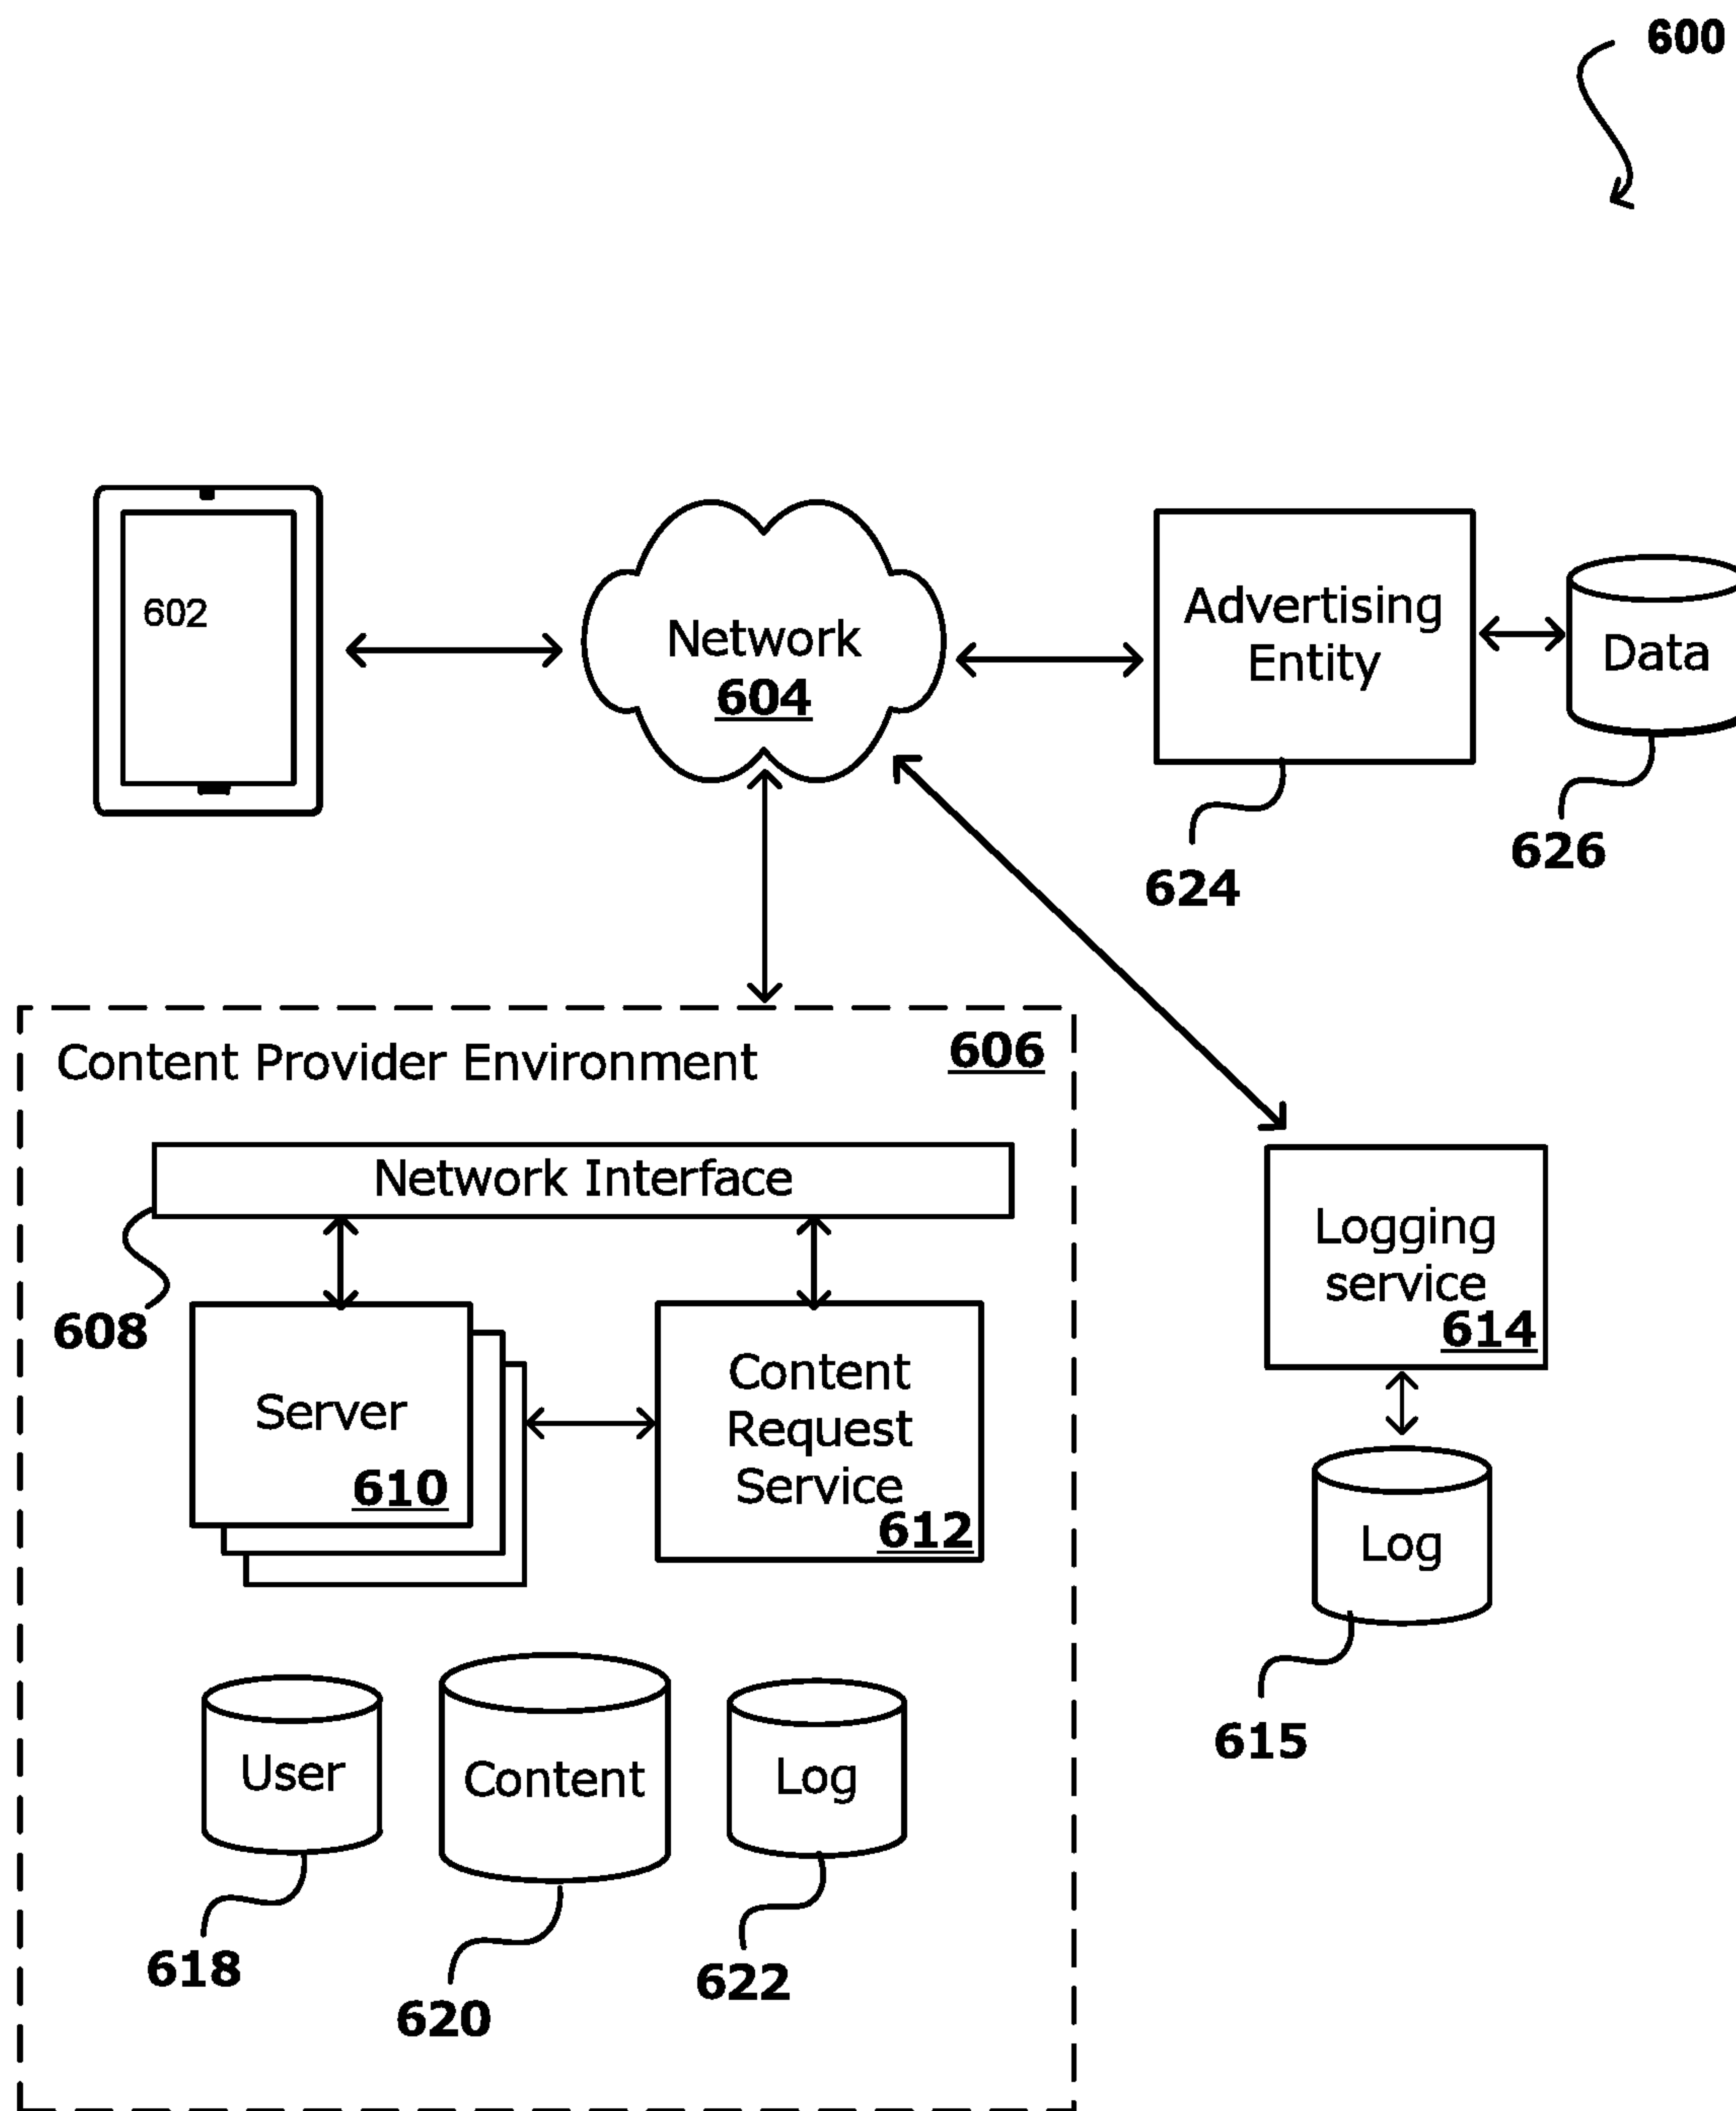 600
602
Network
604
Advertising
Entity
Data
624
626
Content Provider Environment
606
Network Interface
608
Server
610
Content
Request
Service
612
Logging
service
614
Log
615
User
Content
Log
618
620
622